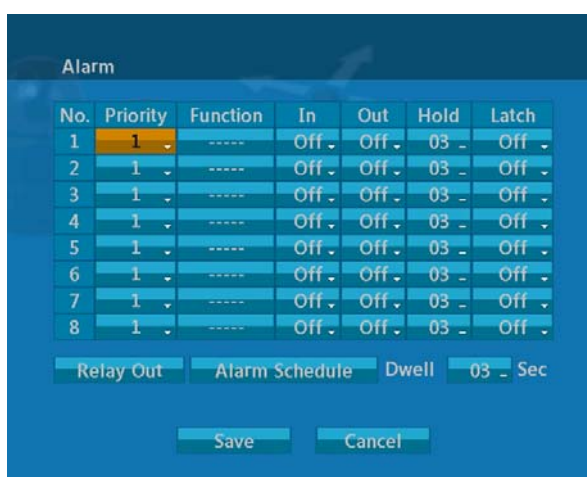 Alarm
No. Priority Function In Out Hold Latch
1 1 ----- Off Off 03 Off
2 1 ----- Off Off 03 Off
3 1 ----- Off Off 03 Off
4 1 ----- Off Off 03 Off
5 1 ----- Off Off 03 Off
6 1 ----- Off Off 03 Off
7 1 ----- Off Off 03 Off
8 1 ----- Off Off 03 Off
Relay Out Alarm Schedule Dwell 03 Sec
Save Cancel